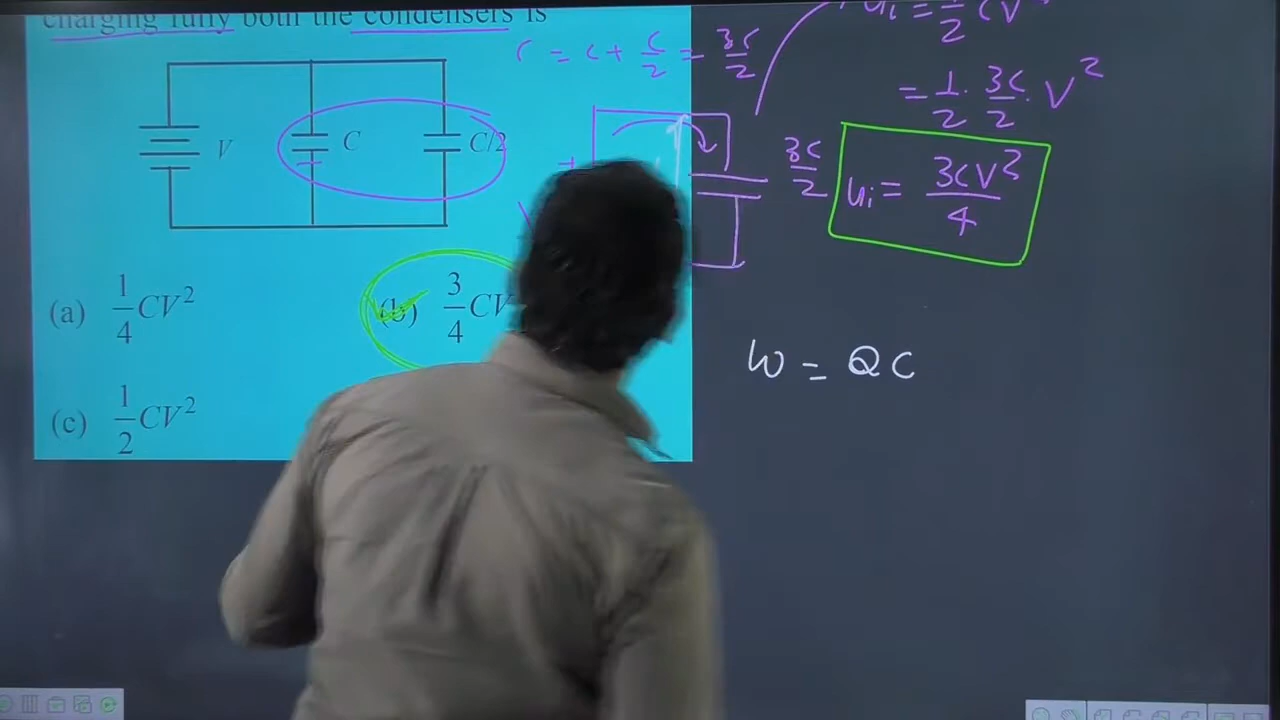 charging fully both the condensers is
C = C + C/2 = 3C/2
Ui = 1/2 CV²
= 1/2 · 3C/2 · V²
V C C/2
+ 3C/2
Ui = 3CV²/4
(a) 1/4 CV²
(b) 3/4 CV
W = QC
(c) 1/2 CV²